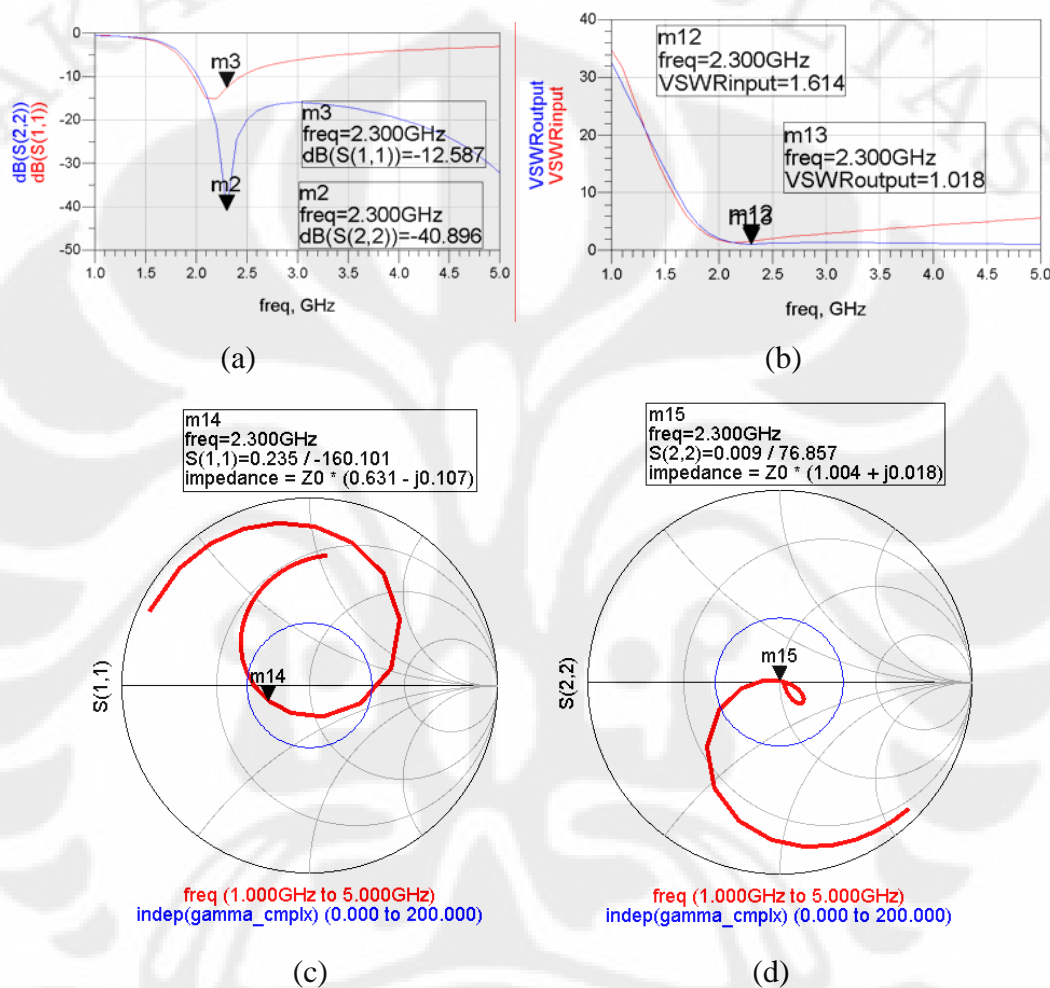 0
-10
-20
-30
-40
-50
dB(S(2,2))
dB(S(1,1))
m3
m3
freq=2.300GHz
dB(S(1,1))=-12.587
m2
m2
freq=2.300GHz
dB(S(2,2))=-40.896
1.0 1.5 2.0 2.5 3.0 3.5 4.0 4.5 5.0
freq, GHz
(a)
40
30
20
10
0
VSWRoutput
VSWRinput
m12
freq=2.300GHz
VSWRinput=1.614
m13
freq=2.300GHz
VSWRoutput=1.018
1.0 1.5 2.0 2.5 3.0 3.5 4.0 4.5 5.0
freq, GHz
(b)
m14
freq=2.300GHz
S(1,1)=0.235 / -160.101
impedance = Z0 * (0.631 - j0.107)
m14
S(1,1)
freq (1.000GHz to 5.000GHz)
indep(gamma_cmplx) (0.000 to 200.000)
(c)
m15
freq=2.300GHz
S(2,2)=0.009 / 76.857
impedance = Z0 * (1.004 + j0.018)
m15
S(2,2)
freq (1.000GHz to 5.000GHz)
indep(gamma_cmplx) (0.000 to 200.000)
(d)